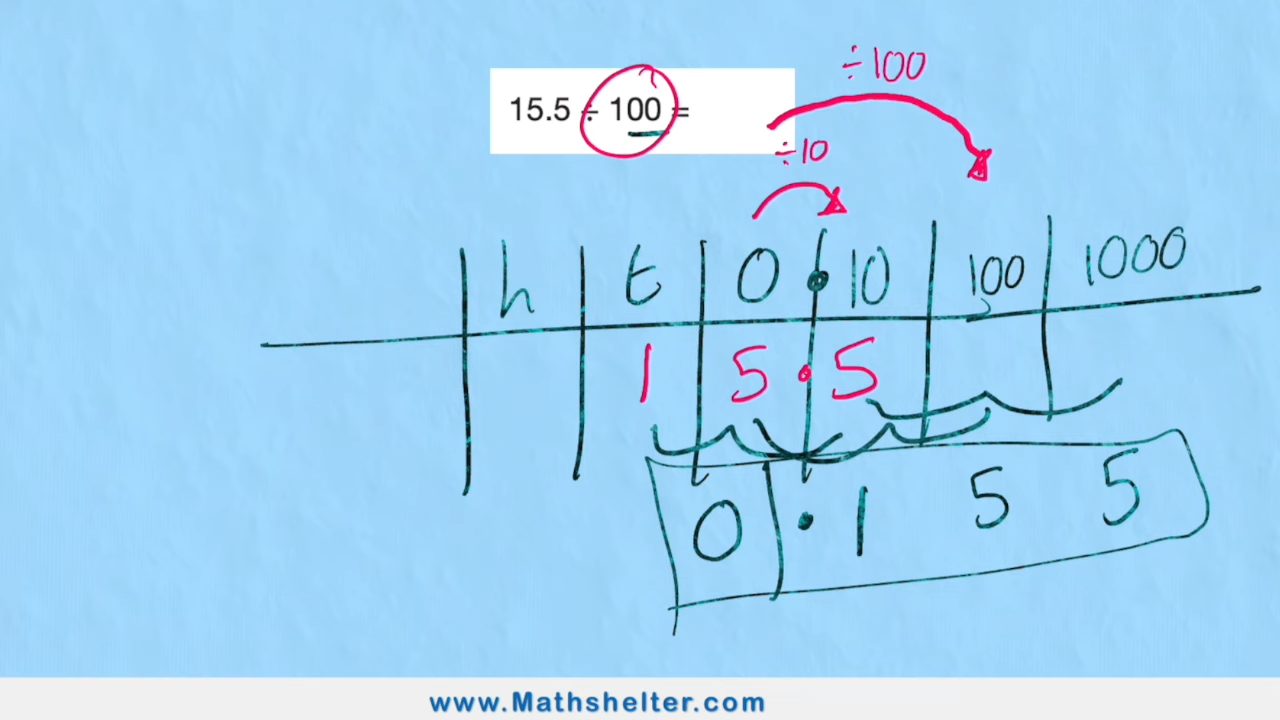 ÷100
15.5 ÷ 100 =
÷10
h t 0 . 10 100 1000
1 5 . 5
0 . 1 5 5
www.Mathshelter.com